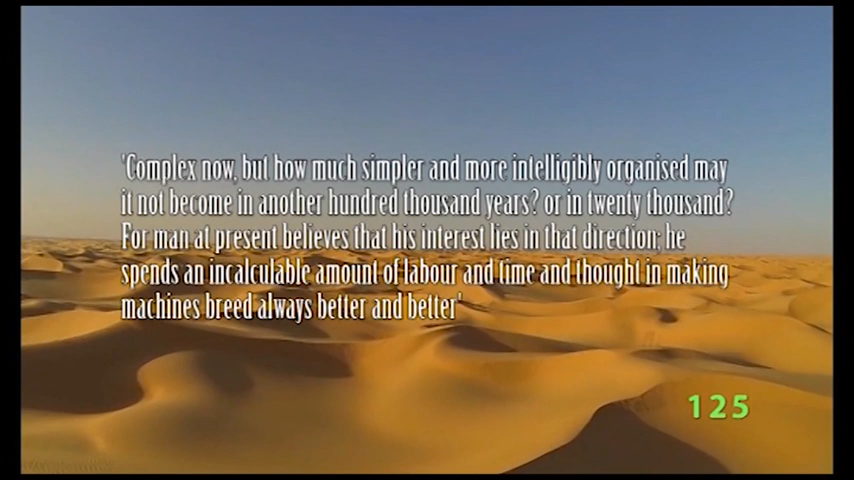 'Complex now, but how much simpler and more intelligibly organised may
it not become in another hundred thousand years? or in twenty thousand?
For man at present believes that his interest lies in that direction; he
spends an incalculable amount of labour and time and thought in making
machines breed always better and better'
125